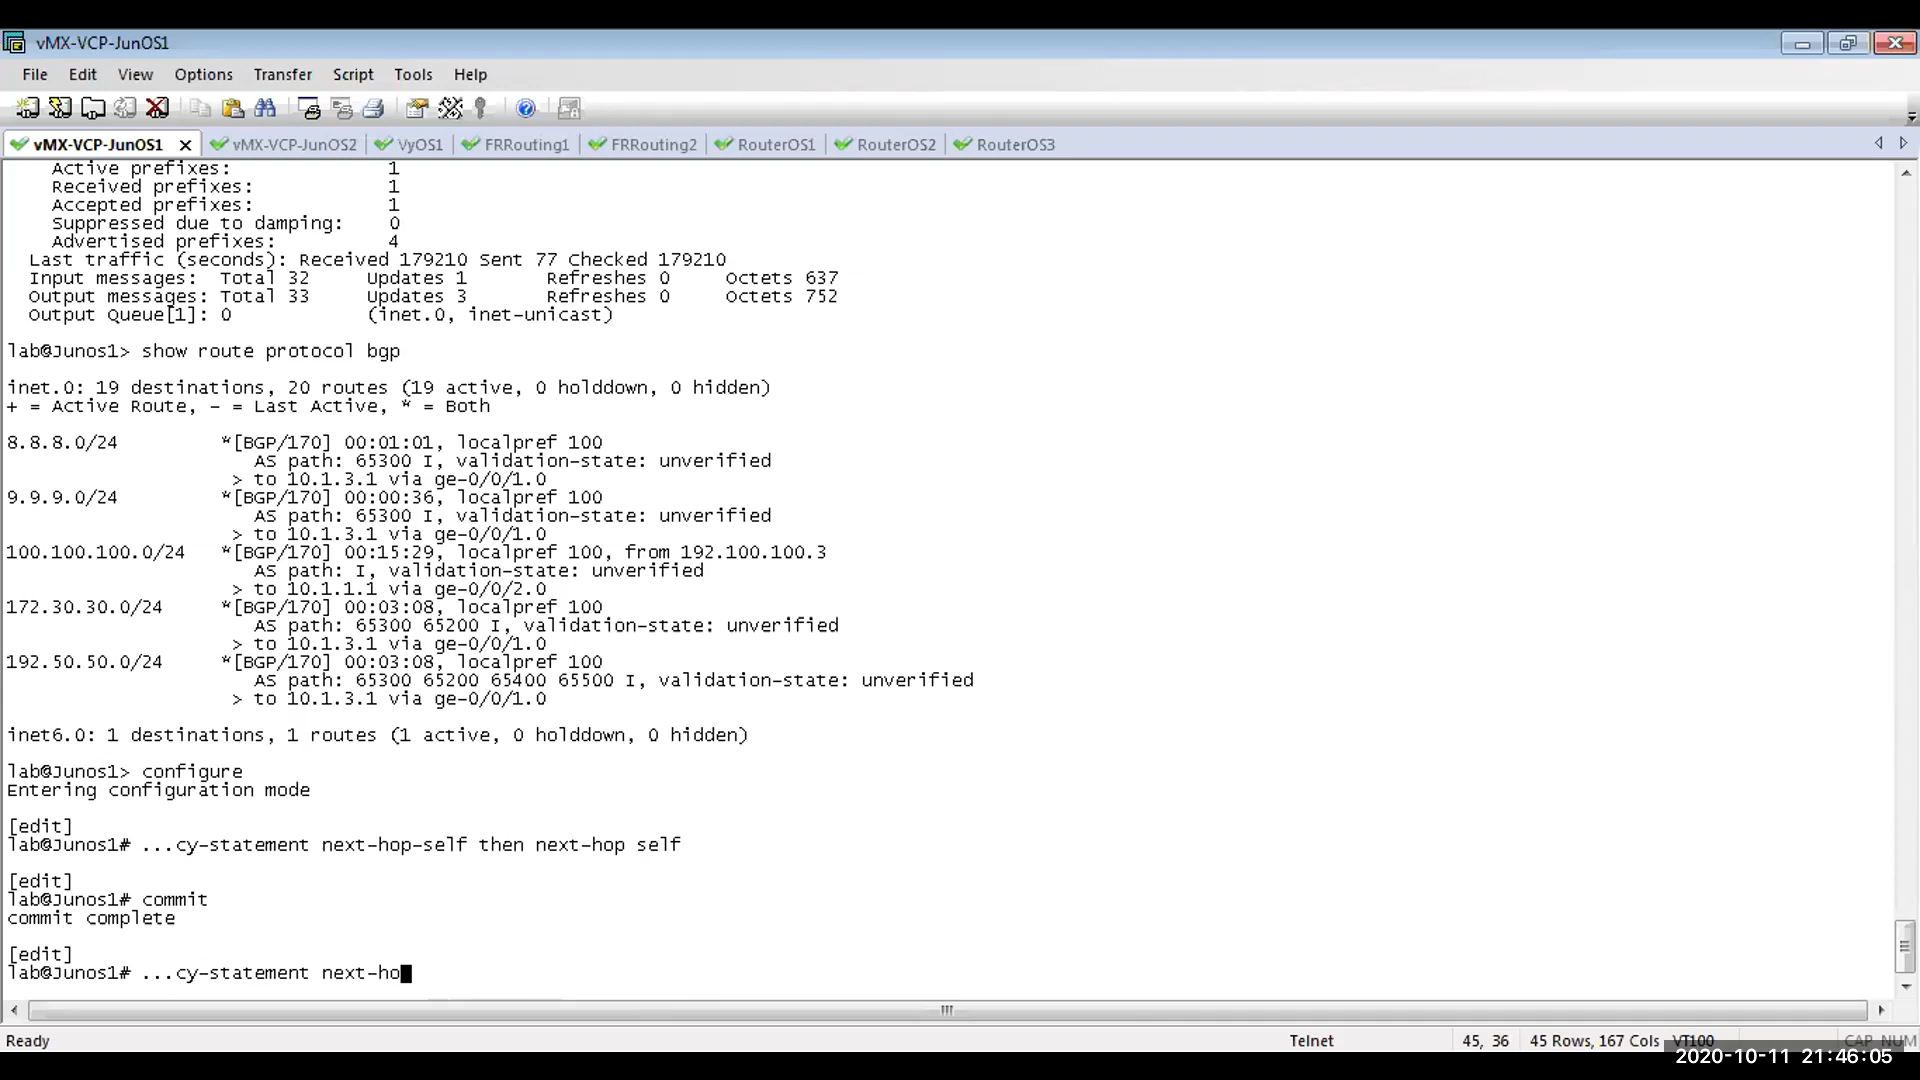 vMX-VCP-JunOS1
File Edit View Options Transfer Script Tools Help
vMX-VCP-JunOS1 vMX-VCP-JunOS2 VyOS1 FRRouting1 FRRouting2 RouterOS1 RouterOS2 RouterOS3
Active prefixes: 1
Received prefixes: 1
Accepted prefixes: 1
Suppressed due to damping: 0
Advertised prefixes: 4
Last traffic (seconds): Received 179210 Sent 77 Checked 179210
Input messages: Total 32 Updates 1 Refreshes 0 Octets 637
Output messages: Total 33 Updates 3 Refreshes 0 Octets 752
Output Queue[1]: 0 (inet.0, inet-unicast)
lab@Junos1> show route protocol bgp
inet.0: 19 destinations, 20 routes (19 active, 0 holddown, 0 hidden)
+ = Active Route, - = Last Active, * = Both
8.8.8.0/24 *[BGP/170] 00:01:01, localpref 100
AS path: 65300 I, validation-state: unverified
> to 10.1.3.1 via ge-0/0/1.0
9.9.9.0/24 *[BGP/170] 00:00:36, localpref 100
AS path: 65300 I, validation-state: unverified
> to 10.1.3.1 via ge-0/0/1.0
100.100.100.0/24 *[BGP/170] 00:15:29, localpref 100, from 192.100.100.3
AS path: I, validation-state: unverified
> to 10.1.1.1 via ge-0/0/2.0
172.30.30.0/24 *[BGP/170] 00:03:08, localpref 100
AS path: 65300 65200 I, validation-state: unverified
> to 10.1.3.1 via ge-0/0/1.0
192.50.50.0/24 *[BGP/170] 00:03:08, localpref 100
AS path: 65300 65200 65400 65500 I, validation-state: unverified
> to 10.1.3.1 via ge-0/0/1.0
inet6.0: 1 destinations, 1 routes (1 active, 0 holddown, 0 hidden)
lab@Junos1> configure
Entering configuration mode
[edit]
lab@Junos1# ...cy-statement next-hop-self then next-hop self
[edit]
lab@Junos1# commit
commit complete
[edit]
lab@Junos1# ...cy-statement next-ho
Ready Telnet 45, 36 45 Rows, 167 Cols VT100 CAP NUM
2020-10-11 21:46:05